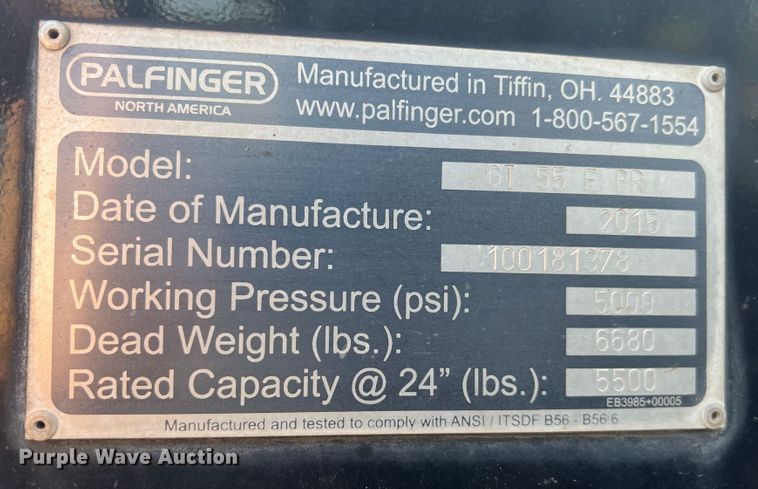 PALFINGER
NORTH AMERICA
Manufactured in Tiffin, OH. 44883
www.palfinger.com 1-800-567-1554
Model: GT 55 E PR
Date of Manufacture: 2015
Serial Number: 100181378
Working Pressure (psi): 5000
Dead Weight (lbs.): 6680
Rated Capacity @ 24” (lbs.): 5500
EB3985+00005
Manufactured and tested to comply with ANSI / ITSDF B56 - B56.6
Purple Wave Auction